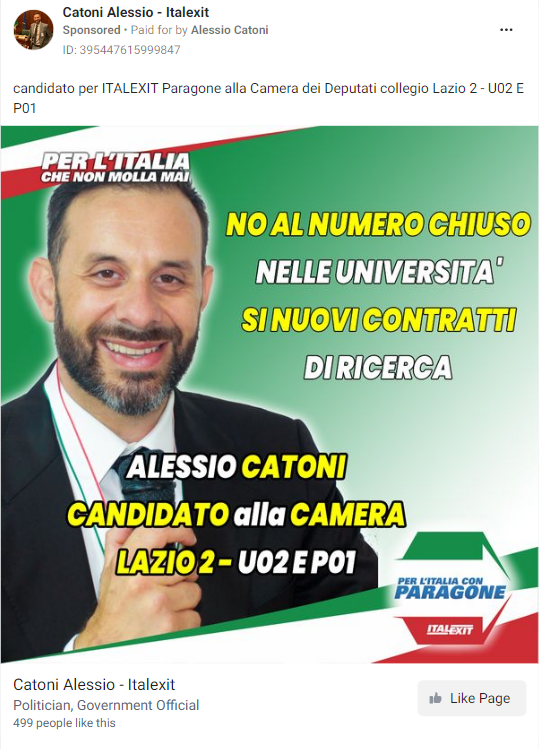 Catoni Alessio - Italexit
Sponsored • Paid for by Alessio Catoni
ID: 395447615999847
candidato per ITALEXIT Paragone alla Camera dei Deputati collegio Lazio 2 - U02 E
P01
PER L'ITALIA
CHE NON MOLLA MAI
NO AL NUMERO CHIUSO
NELLE UNIVERSITA'
SI NUOVI CONTRATTI
DI RICERCA
ALESSIO CATONI
CANDIDATO alla CAMERA
LAZIO 2 - U02 E P01
PER L'ITALIA CON
PARAGONE
ITALEXIT
Catoni Alessio - Italexit
Politician, Government Official
499 people like this
Like Page